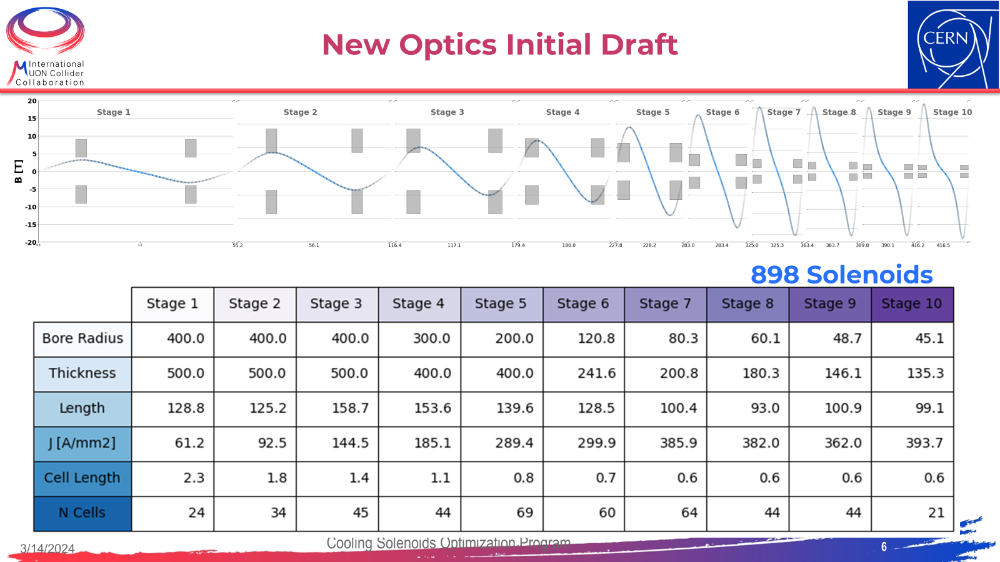 International
MUON Collider
Collaboration
New Optics Initial Draft
CERN
B [T]
20
15
10
5
0
-5
-10
-15
-20
Stage 1 Stage 2 Stage 3 Stage 4 Stage 5 Stage 6 Stage 7 Stage 8 Stage 9 Stage 10
0.0 1.2 55.2 56.1 116.4 117.1 179.4 180.0 227.8 228.2 283.0 283.4 325.0 325.3 363.4 363.7 389.8 390.1 416.2 416.5
898 Solenoids
Stage 1 Stage 2 Stage 3 Stage 4 Stage 5 Stage 6 Stage 7 Stage 8 Stage 9 Stage 10
Bore Radius 400.0 400.0 400.0 300.0 200.0 120.8 80.3 60.1 48.7 45.1
Thickness 500.0 500.0 500.0 400.0 400.0 241.6 200.8 180.3 146.1 135.3
Length 128.8 125.2 158.7 153.6 139.6 128.5 100.4 93.0 100.9 99.1
J [A/mm2] 61.2 92.5 144.5 185.1 289.4 299.9 385.9 382.0 362.0 393.7
Cell Length 2.3 1.8 1.4 1.1 0.8 0.7 0.6 0.6 0.6 0.6
N Cells 24 34 45 44 69 60 64 44 44 21
3/14/2024
Cooling Solenoids Optimization Program
6